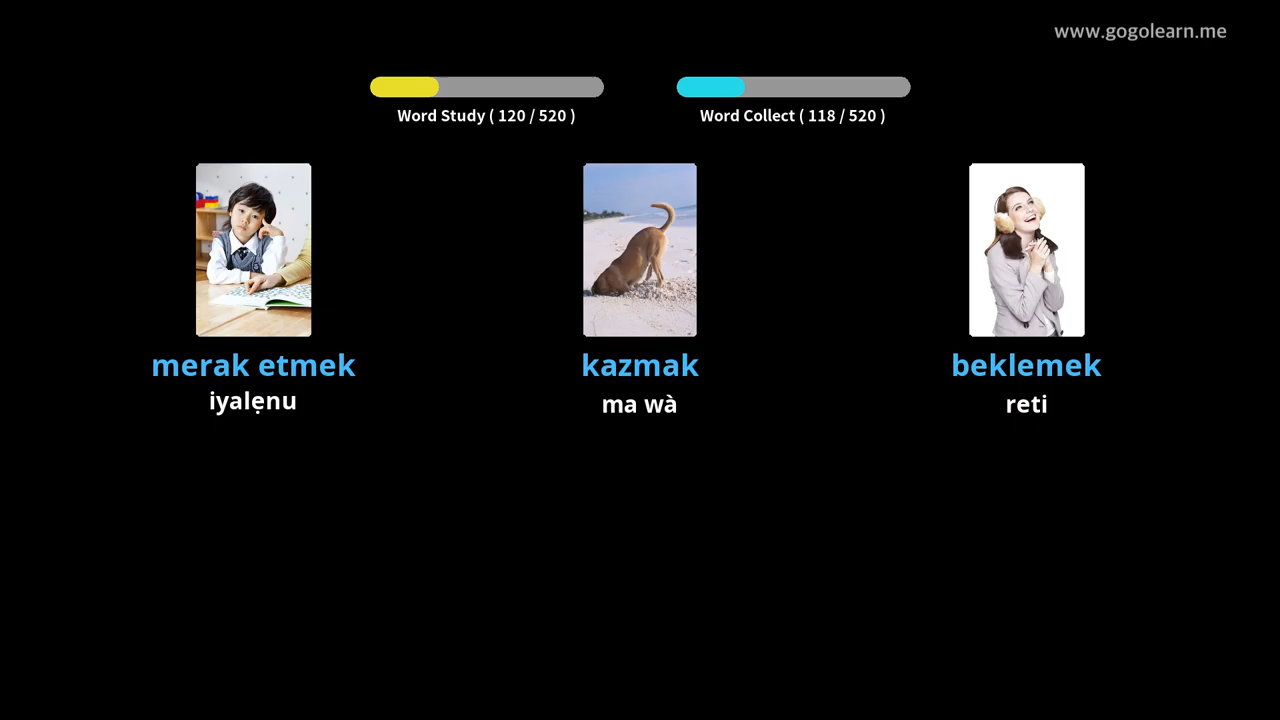 www.gogolearn.me
Word Study ( 120 / 520 )
Word Collect ( 118 / 520 )
merak etmek
kazmak
beklemek
iyalẹnu
ma wà
reti